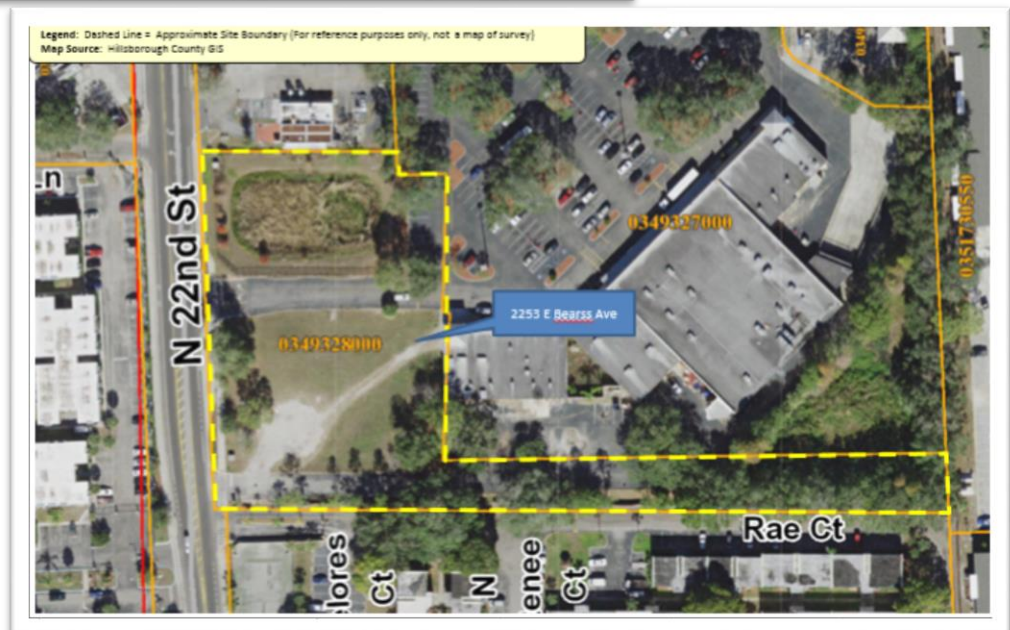 Legend: Dashed Line = Approximate Site Boundary (For reference purposes only, not a map of survey)
Map Source: Hillsborough County GIS
Ln
N 22nd St
0349327000
0351730550
2253 E Bearss Ave
0349328000
Rae Ct
Ct
N
Ct